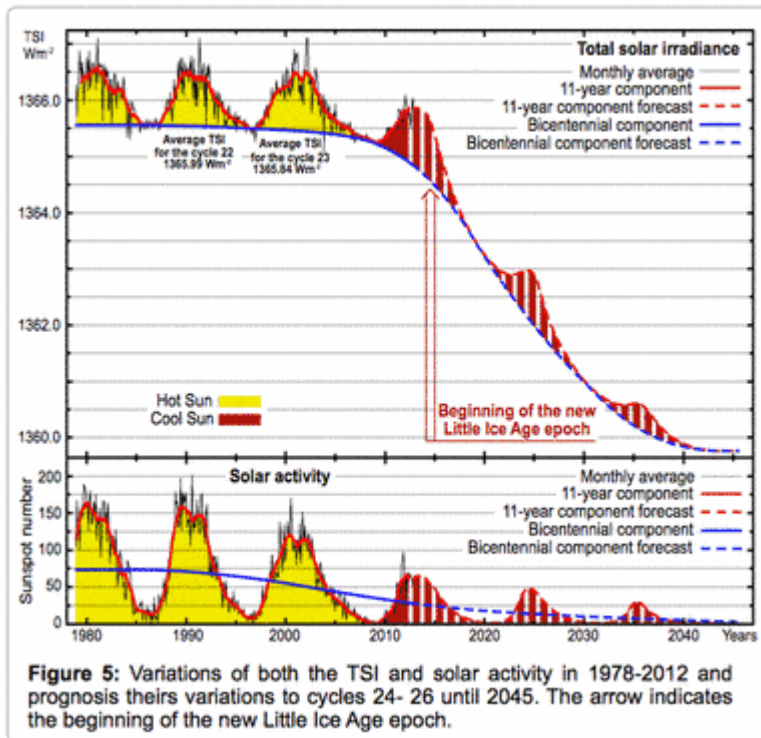 TSI
Wm-2
Total solar irradiance
Monthly average
11-year component
11-year component forecast
Bicentennial component
Bicentennial component forecast
1366.0
1364.0
1362.0
1360.0
Average TSI
for the cycle 22
1365.99 Wm-2
Average TSI
for the cycle 23
1365.84 Wm-2
Hot Sun
Cool Sun
Beginning of the new
Little Ice Age epoch
Solar activity
Monthly average
11-year component
11-year component forecast
Bicentennial component
Bicentennial component forecast
Sunspot number
200
150
100
50
0
1980 1990 2000 2010 2020 2030 2040 Years
Figure 5: Variations of both the TSI and solar activity in 1978-2012 and
prognosis theirs variations to cycles 24- 26 until 2045. The arrow indicates
the beginning of the new Little Ice Age epoch.